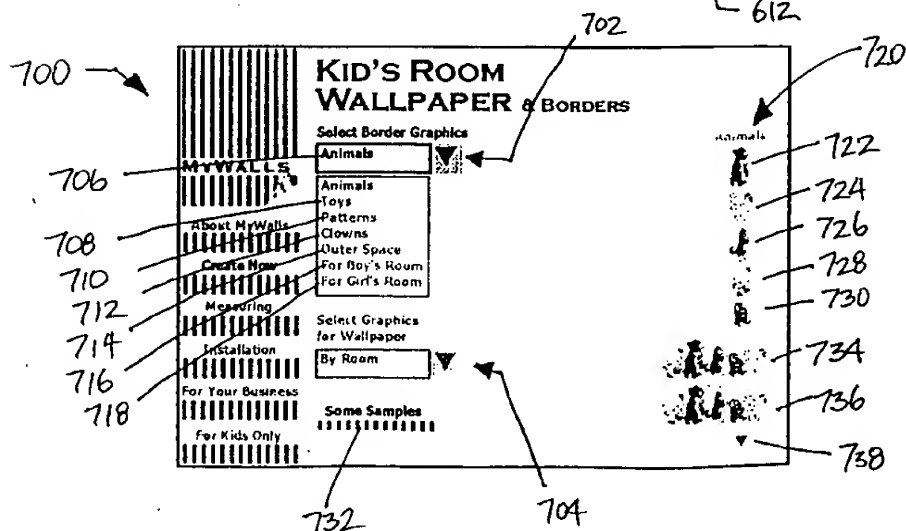 612
702
700
720
KID'S ROOM
WALLPAPER & BORDERS
Select Border Graphics
Animals
Animals
722
706
MYWALLS
Animals
724
Toys
Patterns
726
About MyWalls
Clowns
708
Outer Space
728
710
Create Now
For Boy's Room
712
For Girl's Room
730
Measuring
714
Select Graphics
for Wallpaper
716
Installation
734
By Room
718
For Your Business
736
Some Samples
For Kids Only
738
732
704